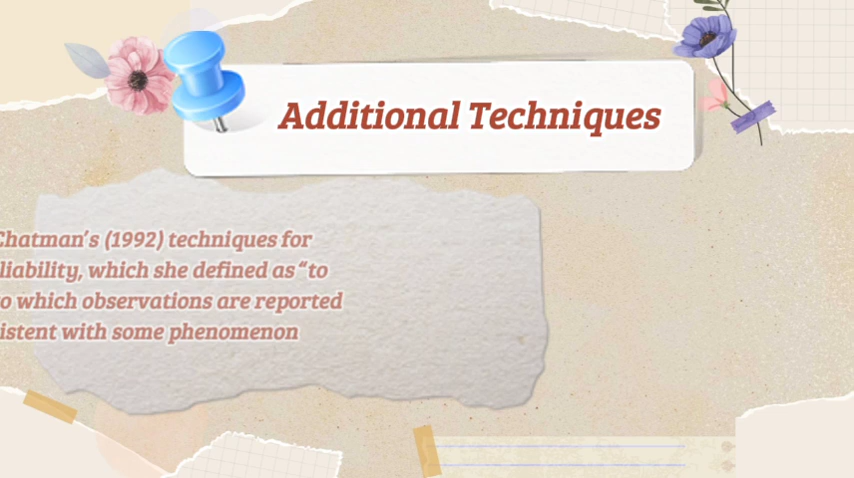 Additional Techniques
Chatman's (1992) techniques for
liability, which she defined as “to
o which observations are reported
istent with some phenomenon